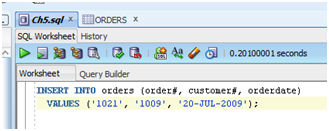 Ch5.sql ORDERS
SQL Worksheet History
0.20100001 seconds
Worksheet Query Builder
INSERT INTO orders (order#, customer#, orderdate)
VALUES ('1021', '1009', '20-JUL-2009');